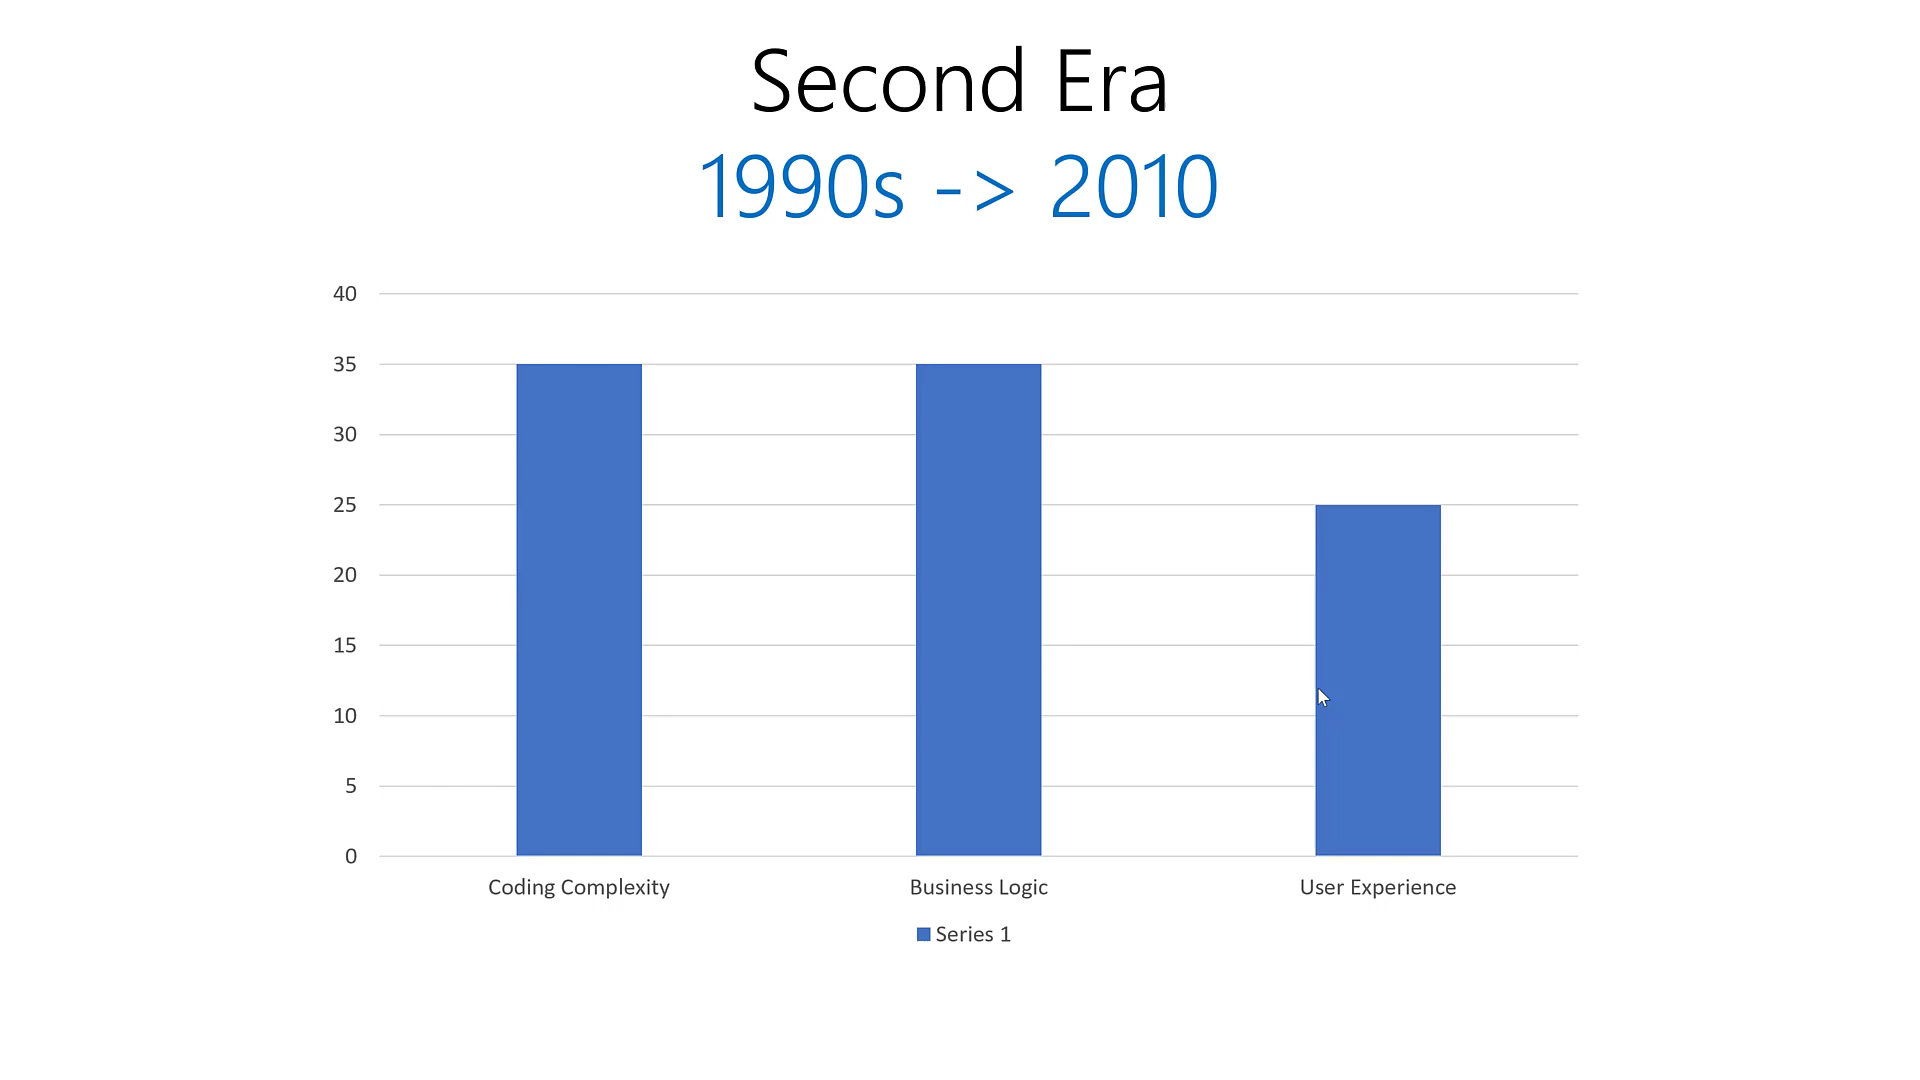 Second Era
1990s -> 2010
40
35
30
25
20
15
10
5
0
Coding Complexity
Business Logic
User Experience
Series 1